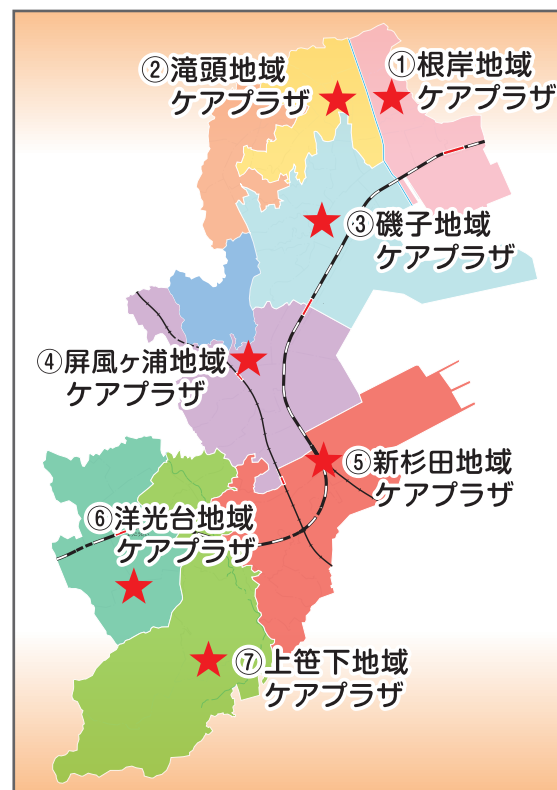 ①根岸地域
ケアプラザ
②滝頭地域
ケアプラザ
③磯子地域
ケアプラザ
④屏風ヶ浦地域
ケアプラザ
⑤新杉田地域
ケアプラザ
⑥洋光台地域
ケアプラザ
⑦上笹下地域
ケアプラザ